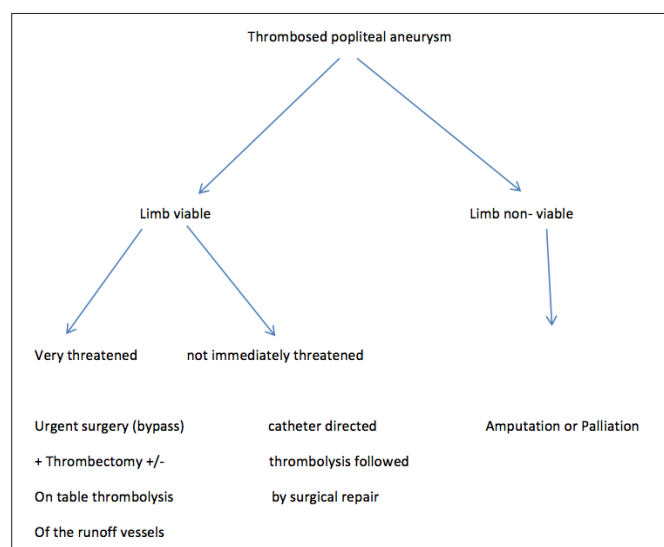 Thrombosed popliteal aneurysm
Limb viable
Limb non- viable
Very threatened
not immediately threatened
Urgent surgery (bypass)
+ Thrombectomy +/-
On table thrombolysis
Of the runoff vessels
catheter directed
thrombolysis followed
by surgical repair
Amputation or Palliation